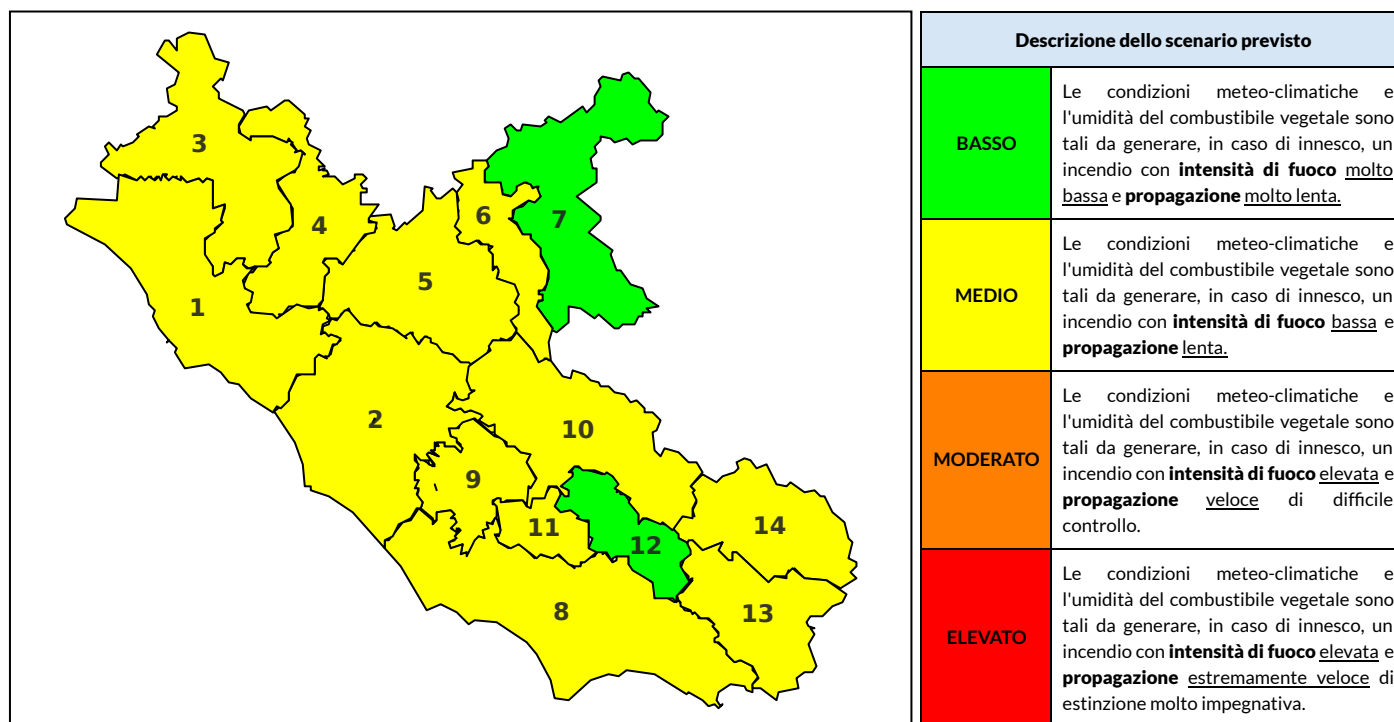 3
4
6
7
5
1
2
10
9
11
12
14
8
13
Descrizione dello scenario previsto
BASSO
Le condizioni meteo-climatiche e
l'umidità del combustibile vegetale sono
tali da generare, in caso di innesco, un
incendio con intensità di fuoco molto
bassa e propagazione molto lenta.
MEDIO
Le condizioni meteo-climatiche e
l'umidità del combustibile vegetale sono
tali da generare, in caso di innesco, un
incendio con intensità di fuoco bassa e
propagazione lenta.
MODERATO
Le condizioni meteo-climatiche e
l'umidità del combustibile vegetale sono
tali da generare, in caso di innesco, un
incendio con intensità di fuoco elevata e
propagazione veloce di difficile
controllo.
ELEVATO
Le condizioni meteo-climatiche e
l'umidità del combustibile vegetale sono
tali da generare, in caso di innesco, un
incendio con intensità di fuoco elevata e
propagazione estremamente veloce di
estinzione molto impegnativa.